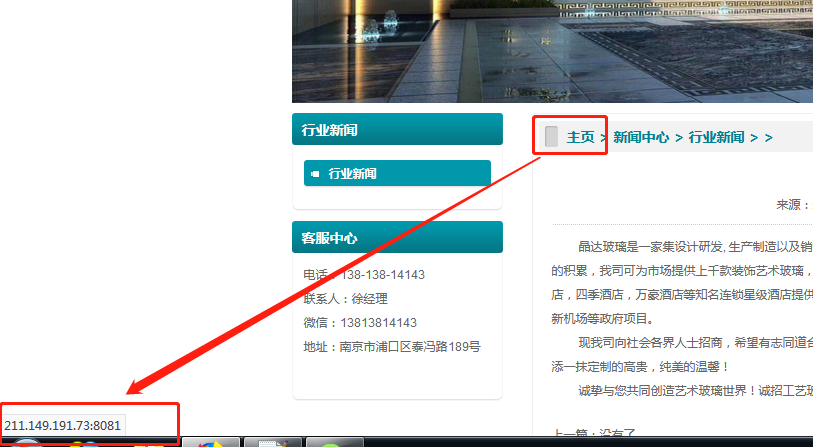 行业新闻
行业新闻
客服中心
电话：138-138-14143
联系人：徐经理
微信：13813814143
地址：南京市浦口区泰冯路189号
主页 > 新闻中心 > 行业新闻 > >
来源：
晶达玻璃是一家集设计研发,生产制造以及销
的积累，我司可为市场提供上千款装饰艺术玻璃，
店，四季酒店，万豪酒店等知名连锁星级酒店提供
新机场等政府项目。
现我司向社会各界人士招商，希望有志同道合
添一抹定制的高贵，纯美的温馨！
诚挚与您共同创造艺术玻璃世界！诚招工艺玻
上一篇：没有了
211.149.191.73:8081